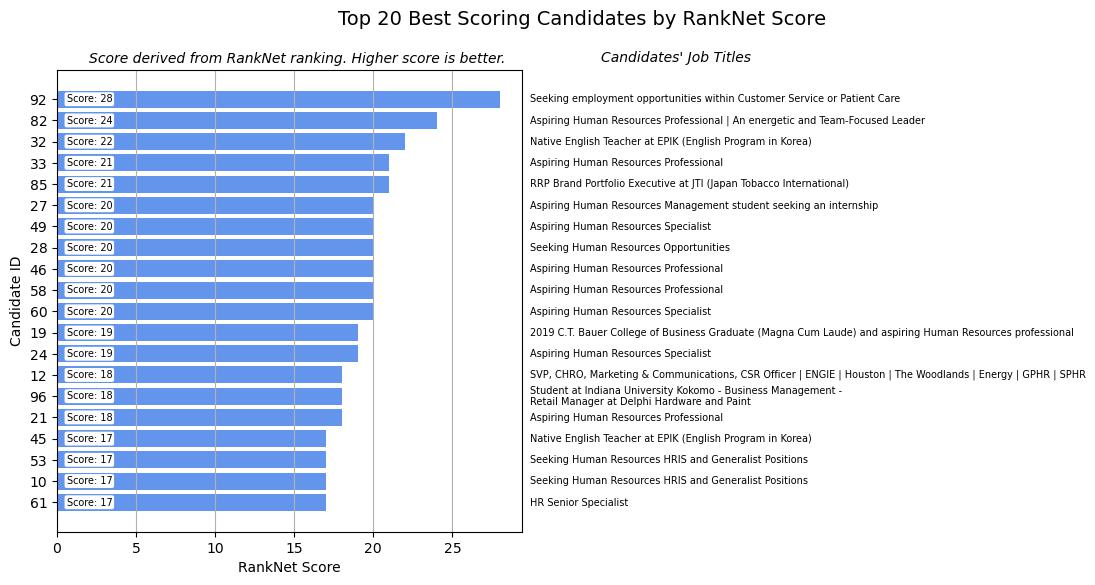 Top 20 Best Scoring Candidates by RankNet Score
Score derived from RankNet ranking. Higher score is better.
Candidates' Job Titles
92 Score: 28 Seeking employment opportunities within Customer Service or Patient Care
82 Score: 24 Aspiring Human Resources Professional | An energetic and Team-Focused Leader
32 Score: 22 Native English Teacher at EPIK (English Program in Korea)
33 Score: 21 Aspiring Human Resources Professional
85 Score: 21 RRP Brand Portfolio Executive at JTI (Japan Tobacco International)
27 Score: 20 Aspiring Human Resources Management student seeking an internship
49 Score: 20 Aspiring Human Resources Specialist
28 Score: 20 Seeking Human Resources Opportunities
46 Score: 20 Aspiring Human Resources Professional
58 Score: 20 Aspiring Human Resources Professional
60 Score: 20 Aspiring Human Resources Specialist
19 Score: 19 2019 C.T. Bauer College of Business Graduate (Magna Cum Laude) and aspiring Human Resources professional
24 Score: 19 Aspiring Human Resources Specialist
12 Score: 18 SVP, CHRO, Marketing & Communications, CSR Officer | ENGIE | Houston | The Woodlands | Energy | GPHR | SPHR
96 Score: 18 Student at Indiana University Kokomo - Business Management -
Retail Manager at Delphi Hardware and Paint
21 Score: 18 Aspiring Human Resources Professional
45 Score: 17 Native English Teacher at EPIK (English Program in Korea)
53 Score: 17 Seeking Human Resources HRIS and Generalist Positions
10 Score: 17 Seeking Human Resources HRIS and Generalist Positions
61 Score: 17 HR Senior Specialist
Candidate ID
0 5 10 15 20 25
RankNet Score